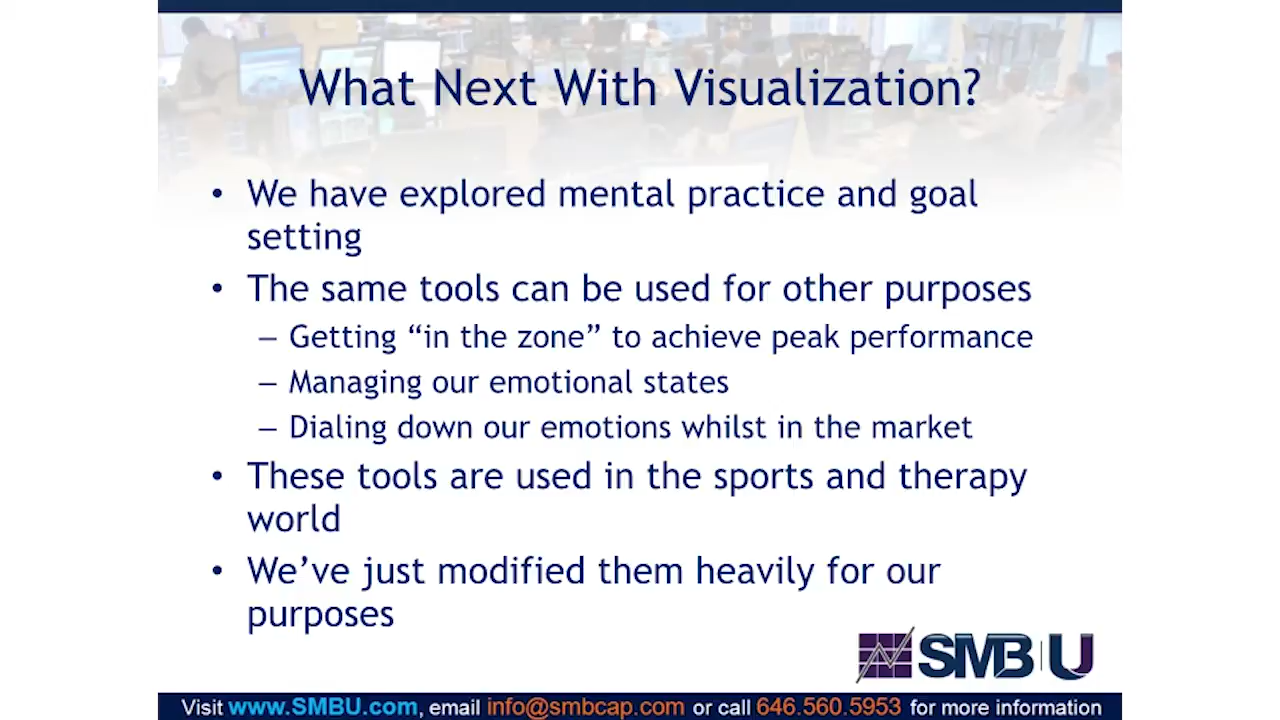 What Next With Visualization?
• We have explored mental practice and goal
setting
• The same tools can be used for other purposes
– Getting “in the zone” to achieve peak performance
– Managing our emotional states
– Dialing down our emotions whilst in the market
• These tools are used in the sports and therapy
world
• We’ve just modified them heavily for our
purposes
SMB U
Visit www.SMBU.com, email info@smbcap.com or call 646.560.5953 for more information